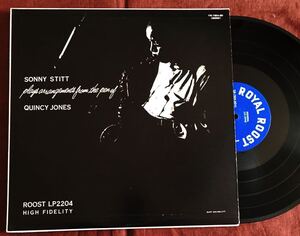 SONNY STITT
plays arrangements from the pen of
QUINCY JONES
ROOST LP2204
HIGH FIDELITY
ROYAL ROOST